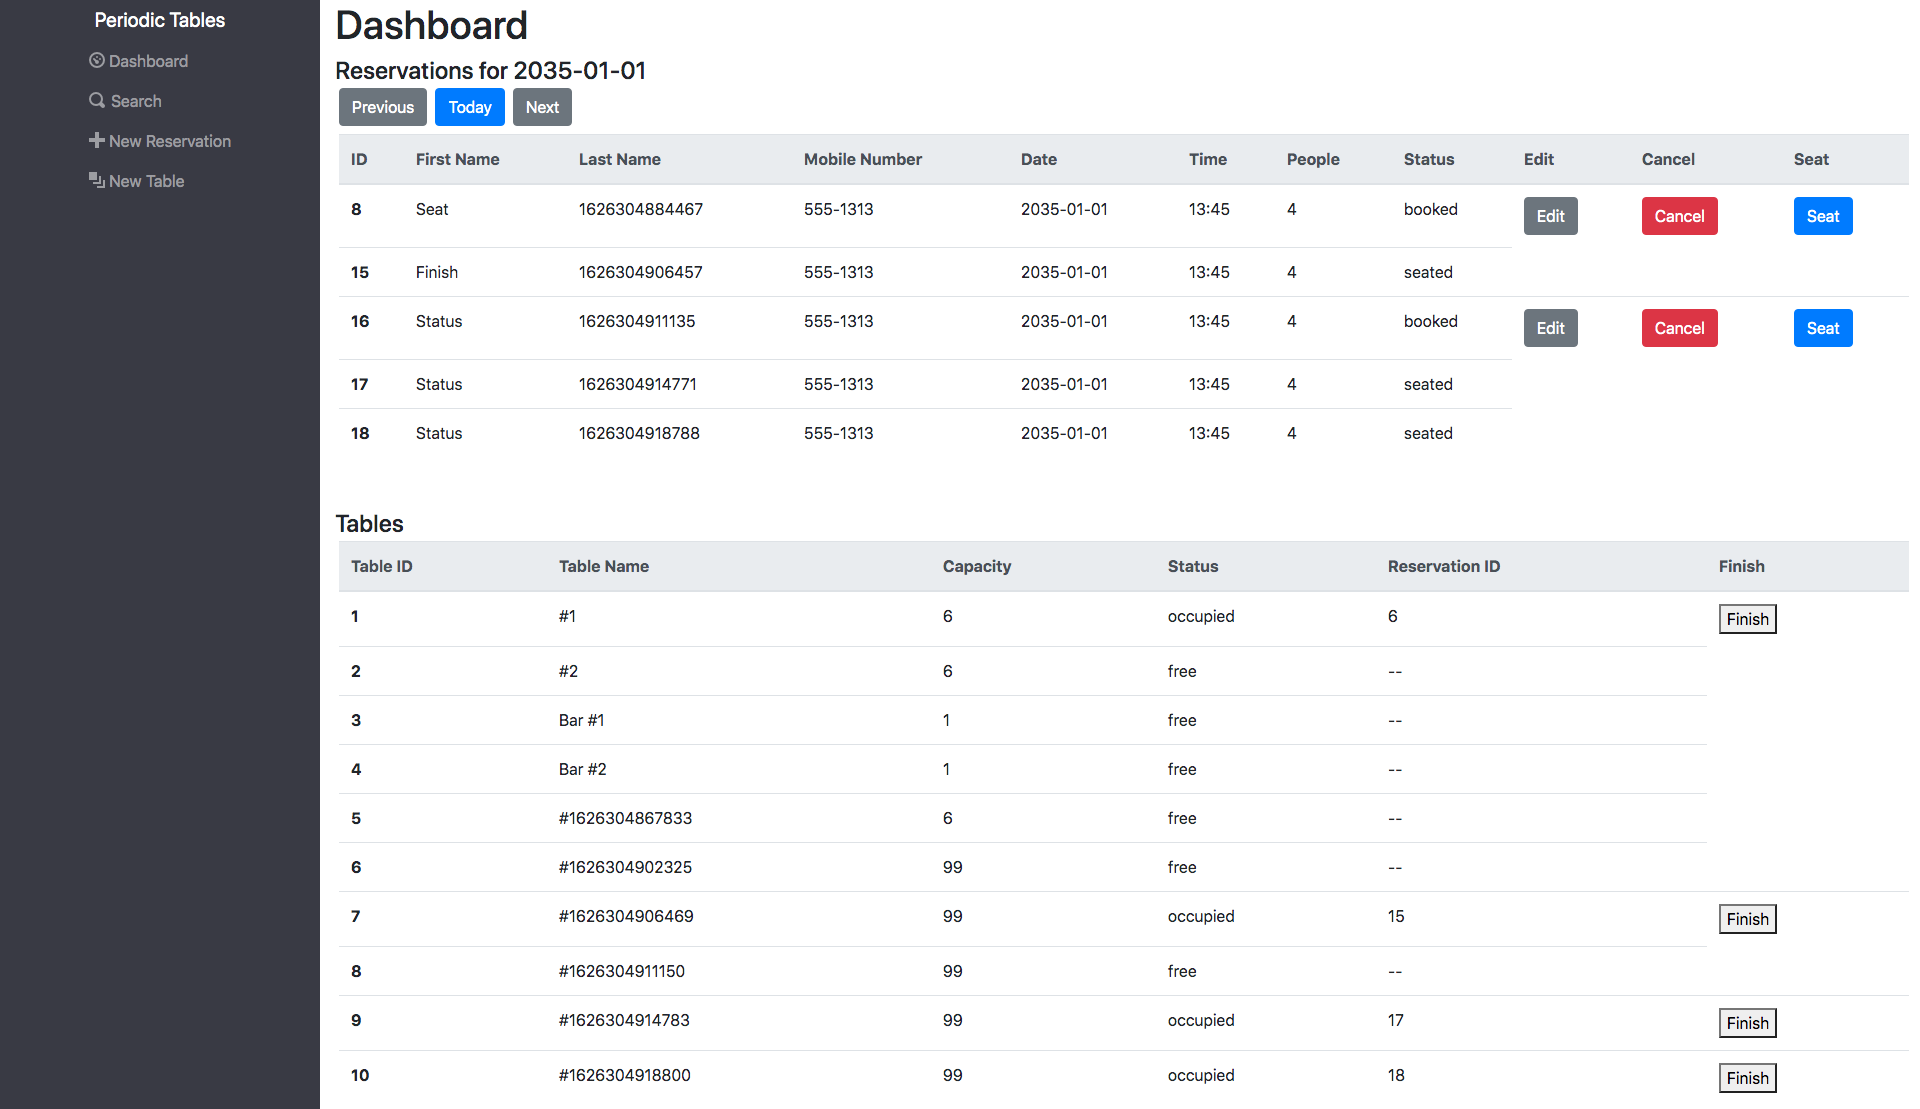 Periodic Tables
Dashboard
Search
New Reservation
New Table
Dashboard
Reservations for 2035-01-01
Previous Today Next
ID First Name Last Name Mobile Number Date Time People Status Edit Cancel Seat
8 Seat 1626304884467 555-1313 2035-01-01 13:45 4 booked Edit Cancel Seat
15 Finish 1626304906457 555-1313 2035-01-01 13:45 4 seated
16 Status 1626304911135 555-1313 2035-01-01 13:45 4 booked Edit Cancel Seat
17 Status 1626304914771 555-1313 2035-01-01 13:45 4 seated
18 Status 1626304918788 555-1313 2035-01-01 13:45 4 seated
Tables
Table ID Table Name Capacity Status Reservation ID Finish
1 #1 6 occupied 6 Finish
2 #2 6 free --
3 Bar #1 1 free --
4 Bar #2 1 free --
5 #1626304867833 6 free --
6 #1626304902325 99 free --
7 #1626304906469 99 occupied 15 Finish
8 #1626304911150 99 free --
9 #1626304914783 99 occupied 17 Finish
10 #1626304918800 99 occupied 18 Finish